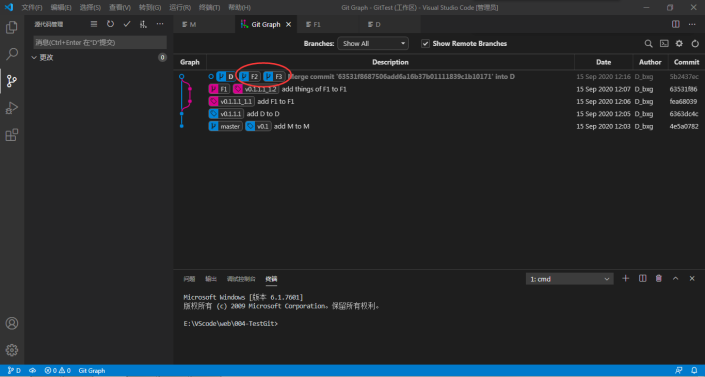 文件(F) 编辑(E) 选择(S) 查看(V) 转到(G) 运行(R) 终端(T) 帮助(H) Git Graph - GitTest (工作区) - Visual Studio Code [管理员]
源代码管理
M Git Graph F1 D
消息(Ctrl+Enter 在"D"提交)
更改 0
Branches: Show All Show Remote Branches
Graph Description Date Author Commit
D F2 F3 Merge commit '63531f8687506add6a16b37b01111839c1b10171' into D 15 Sep 2020 12:16 D_bxg 5b2437ec
F1 v0.1.1.1_1.2 add things of F1 to F1 15 Sep 2020 12:07 D_bxg 63531f86
v0.1.1.1_1.1 add F1 to F1 15 Sep 2020 12:06 D_bxg fea68039
v0.1.1.1 add D to D 15 Sep 2020 12:05 D_bxg 6363dc4c
master v0.1 add M to M 15 Sep 2020 12:03 D_bxg 4e5a0782
问题 输出 调试控制台 终端 1: cmd
Microsoft Windows [版本 6.1.7601]
版权所有 (c) 2009 Microsoft Corporation。保留所有权利。
E:\VScode\web\004-TestGit>
D 0 0 Git Graph